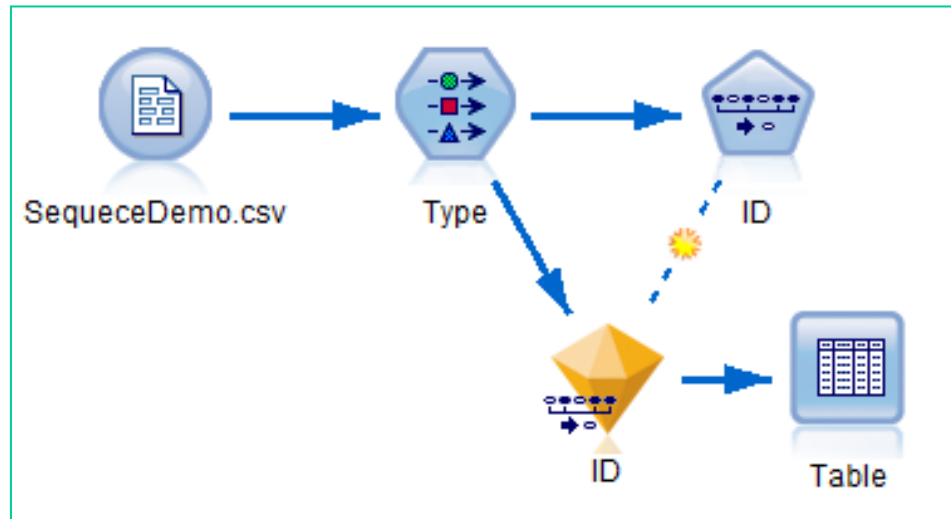 SequeceDemo.csv
Type
ID
ID
Table